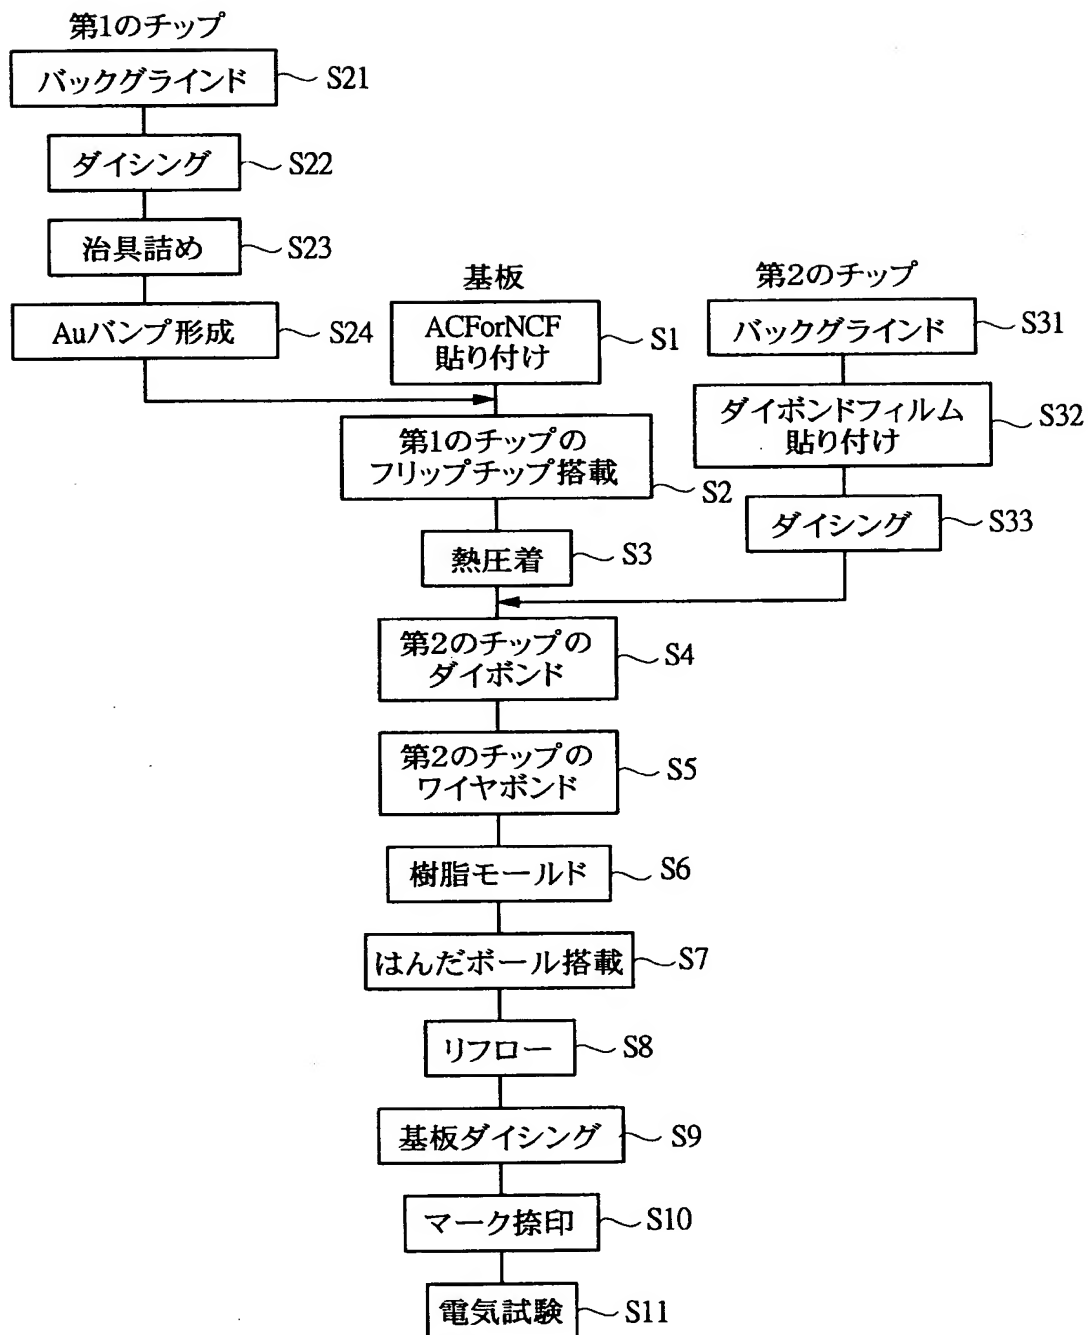 第1のチップ
バックグラインド
S21
ダイシング
S22
治具詰め
S23
Auバンプ形成
S24
基板
ACForNCF
貼り付け
S1
第2のチップ
バックグラインド
S31
ダイボンドフィルム
貼り付け
S32
ダイシング
S33
第1のチップの
フリップチップ搭載
S2
熱圧着
S3
第2のチップの
ダイボンド
S4
第2のチップの
ワイヤボンド
S5
樹脂モールド
S6
はんだボール搭載
S7
リフロー
S8
基板ダイシング
S9
マーク捺印
S10
電気試験
S11